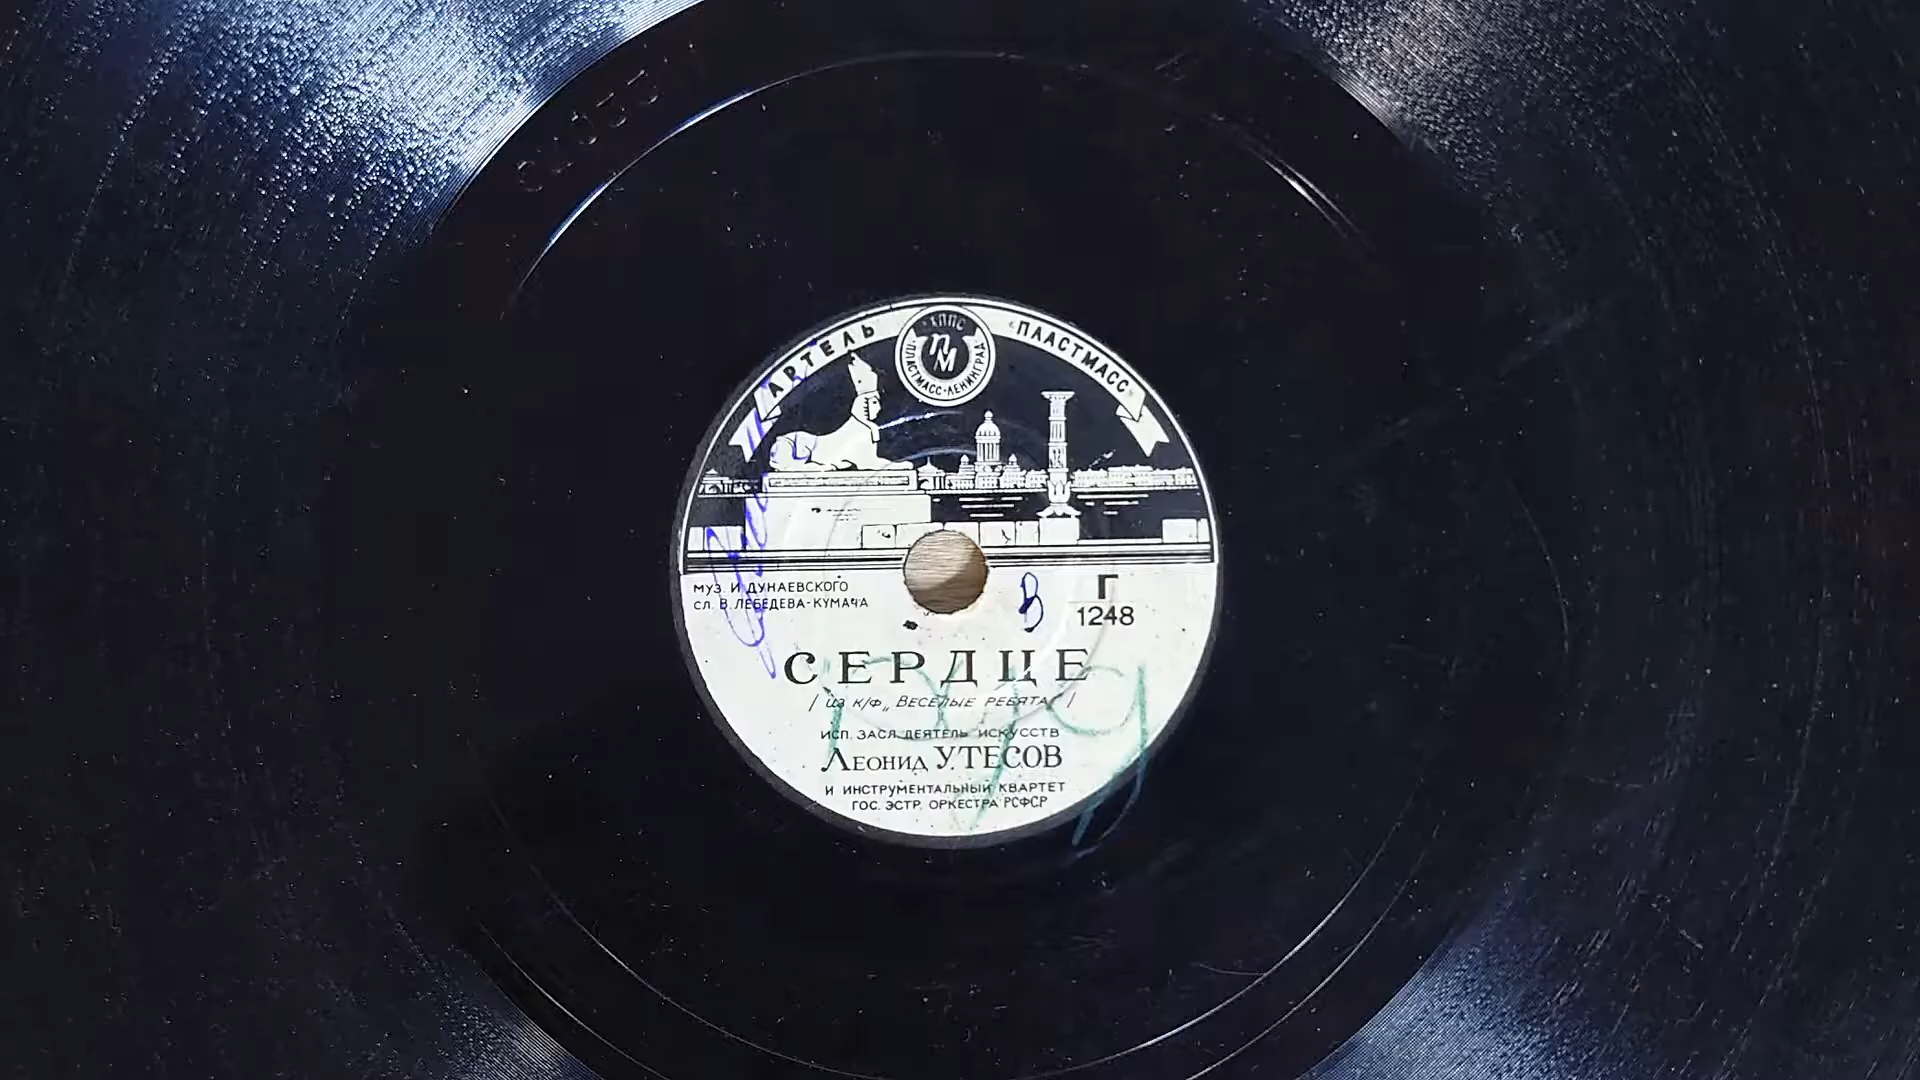 АРТЕЛЬ «ПЛАСТМАСС»
ПМ
ПЛАСТМАСС·ЛЕНИНГРАД
МУЗ. И. ДУНАЕВСКОГО
СЛ. В. ЛЕБЕДЕВА-КУМАЧА
В
Г
1248
СЕРДЦЕ
/ ИЗ К/Ф „ВЕСЕЛЫЕ РЕБЯТА" /
ИСП. ЗАСЛ. ДЕЯТЕЛЬ ИСКУССТВ
ЛЕОНИД УТЕСОВ
И ИНСТРУМЕНТАЛЬНЫЙ КВАРТЕТ
ГОС. ЭСТР. ОРКЕСТРА РСФСР